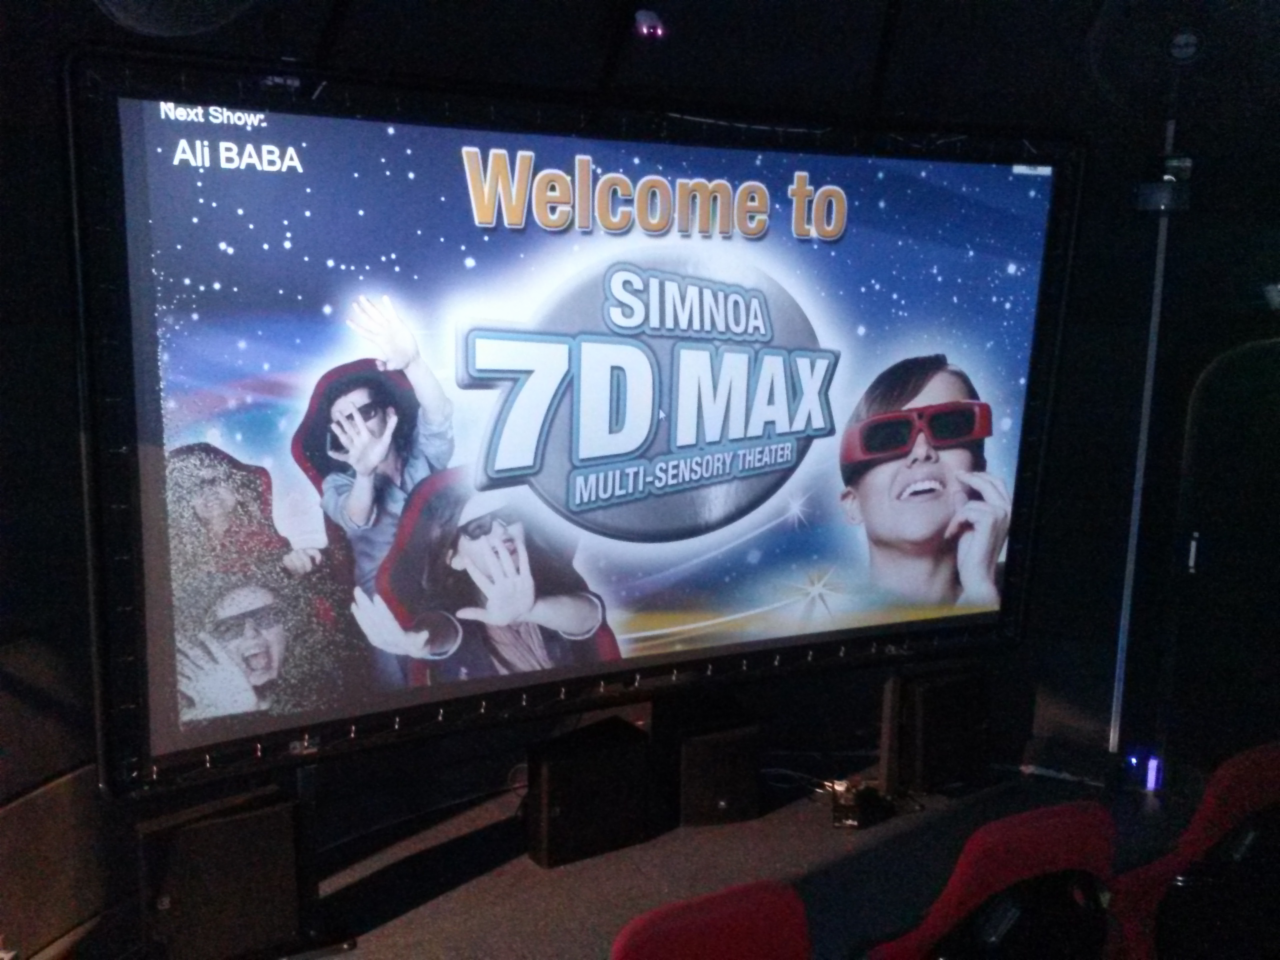 Next Show:
Ali BABA
Welcome to
SIMNOA
7D MAX
MULTI-SENSORY THEATER